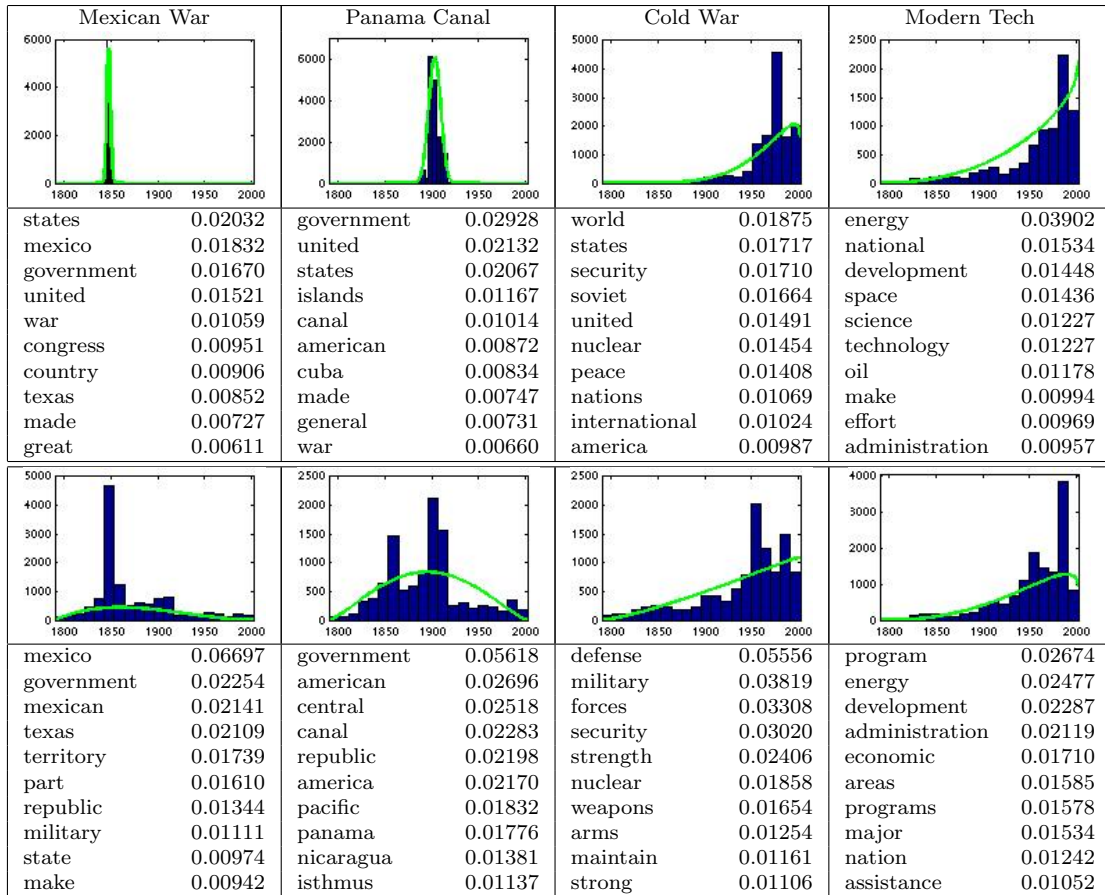 Mexican War Panama Canal Cold War Modern Tech
6000 8000 5000 2500
4000 6000 4000 2000
2000 4000 3000 1500
0 2000 2000 1000
0 1000 500
0 0
1800 1850 1900 1950 2000 1800 1850 1900 1950 2000 1800 1850 1900 1950 2000 1800 1850 1900 1950 2000
states 0.02032 government 0.02928 world 0.01875 energy 0.03902
mexico 0.01832 united 0.02132 states 0.01717 national 0.01534
government 0.01670 states 0.02067 security 0.01710 development 0.01448
united 0.01521 islands 0.01167 soviet 0.01664 space 0.01436
war 0.01059 canal 0.01014 united 0.01491 science 0.01227
congress 0.00951 american 0.00872 nuclear 0.01454 technology 0.01227
country 0.00906 cuba 0.00834 peace 0.01408 oil 0.01178
texas 0.00852 made 0.00747 nations 0.01069 make 0.00994
made 0.00727 general 0.00731 international 0.01024 effort 0.00969
great 0.00611 war 0.00660 america 0.00987 administration 0.00957
5000 2500 2500 4000
4000 2000 2000 3000
3000 1500 1500 2000
2000 1000 1000 1000
1000 500 500 0
0 0 0
1800 1850 1900 1950 2000 1800 1850 1900 1950 2000 1800 1850 1900 1950 2000 1800 1850 1900 1950 2000
mexico 0.06697 government 0.05618 defense 0.05556 program 0.02674
government 0.02254 american 0.02696 military 0.03819 energy 0.02477
mexican 0.02141 central 0.02518 forces 0.03308 development 0.02287
texas 0.02109 canal 0.02283 security 0.03020 administration 0.02119
territory 0.01739 republic 0.02198 strength 0.02406 economic 0.01710
part 0.01610 america 0.02170 nuclear 0.01858 areas 0.01585
republic 0.01344 pacific 0.01832 weapons 0.01654 programs 0.01578
military 0.01111 panama 0.01776 arms 0.01254 major 0.01534
state 0.00974 nicaragua 0.01381 maintain 0.01161 nation 0.01242
make 0.00942 isthmus 0.01137 strong 0.01106 assistance 0.01052